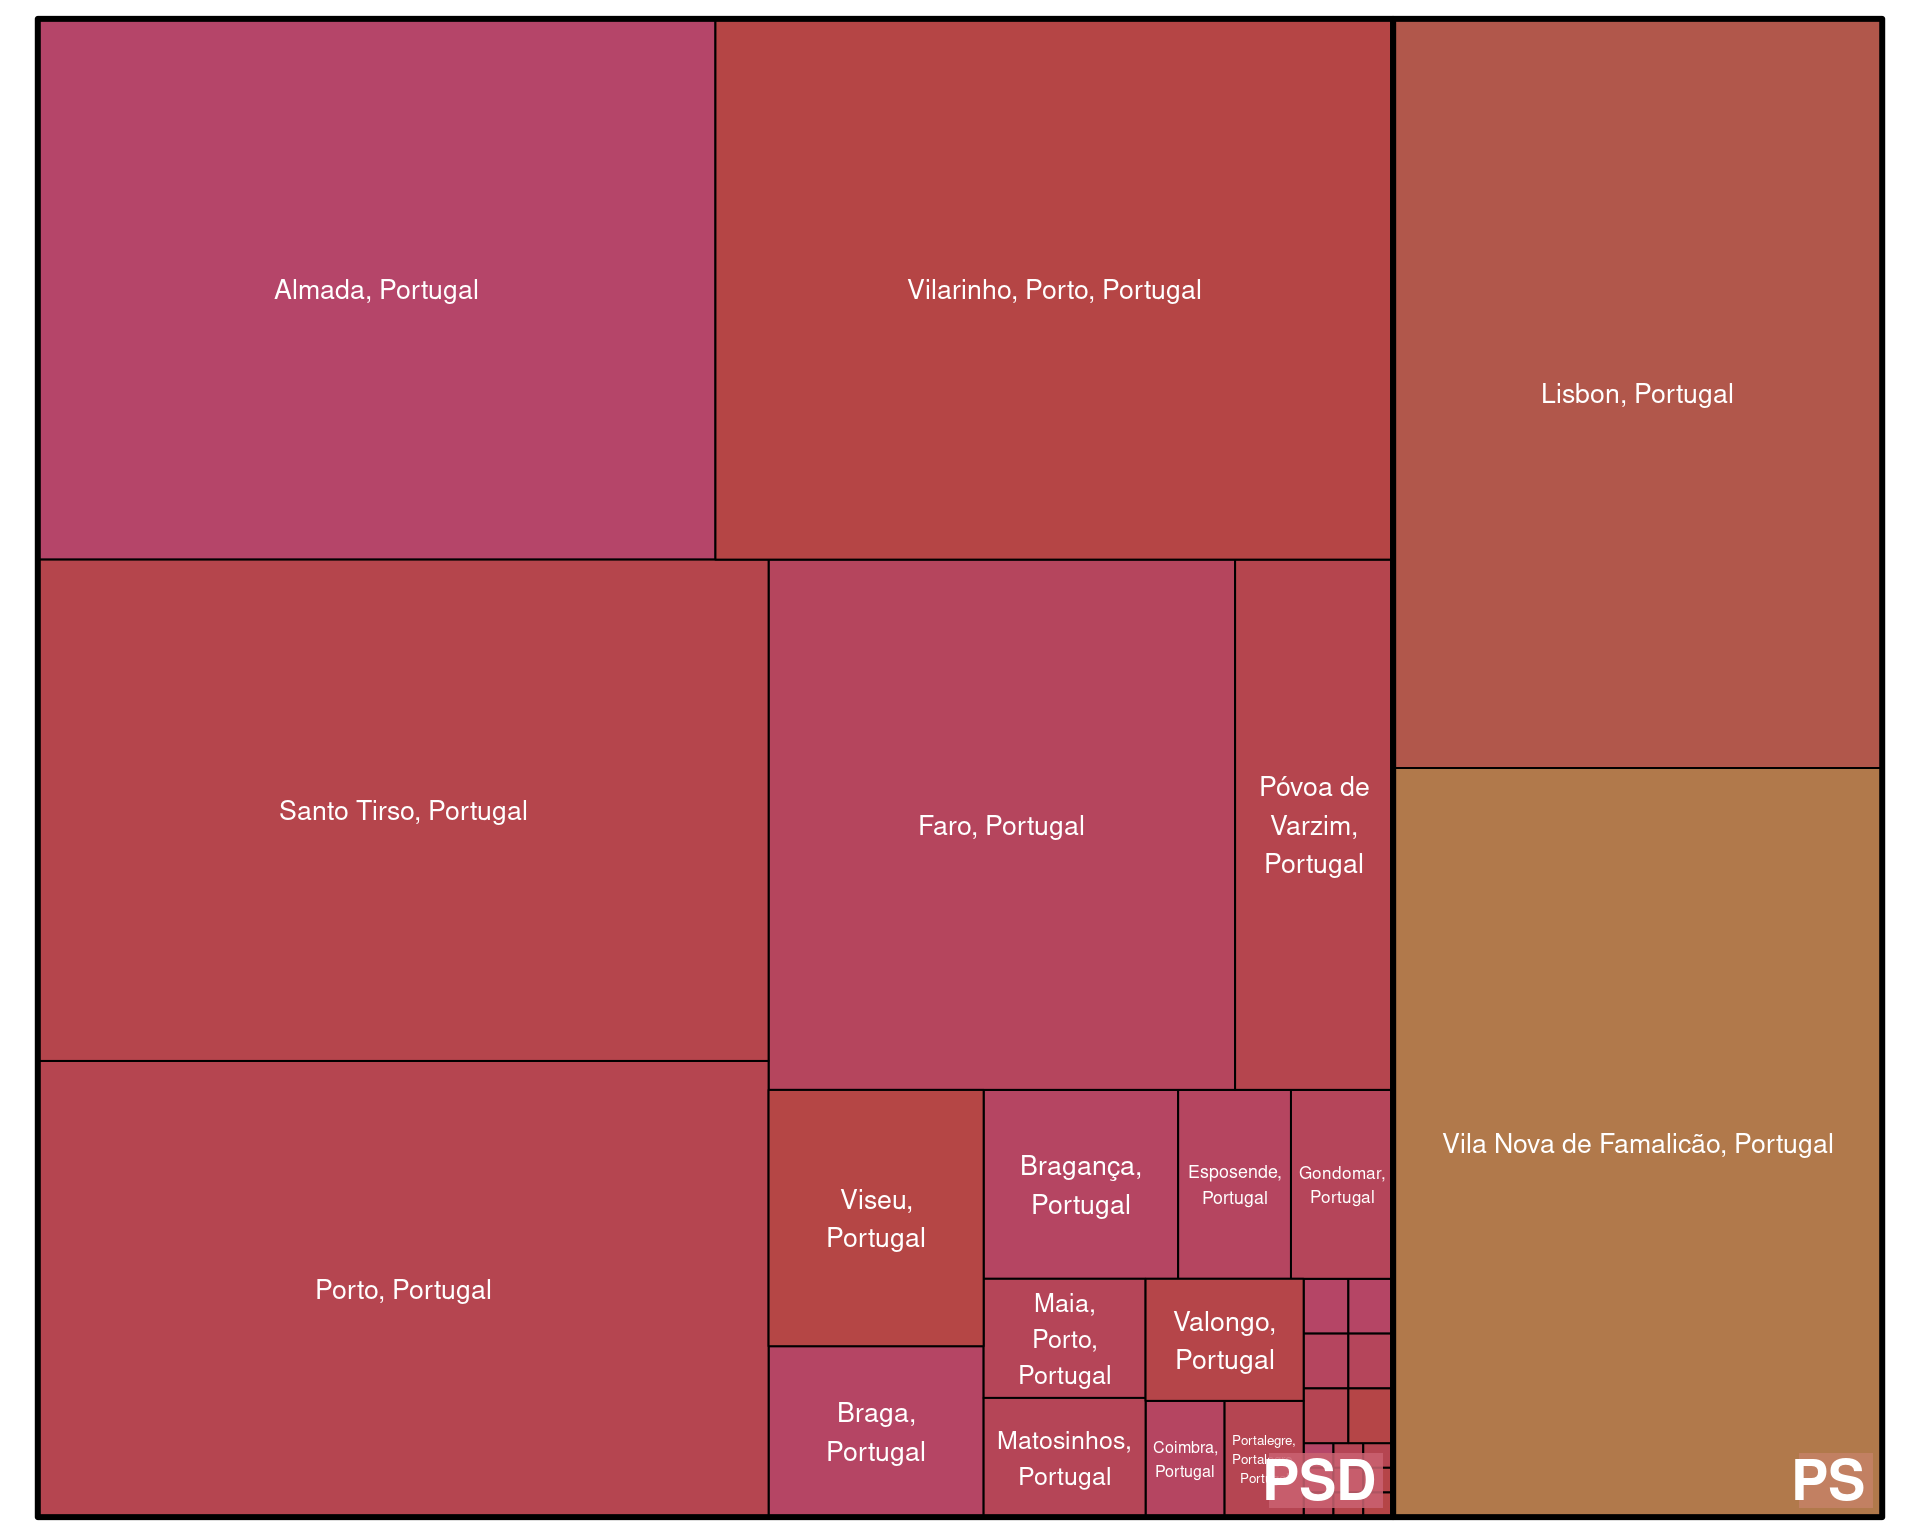 Almada, Portugal
Vilarinho, Porto, Portugal
Lisbon, Portugal
Santo Tirso, Portugal
Faro, Portugal
Póvoa de
Varzim,
Portugal
Porto, Portugal
Vila Nova de Famalicão, Portugal
Viseu,
Portugal
Bragança,
Portugal
Esposende,
Portugal
Gondomar,
Portugal
Maia,
Porto,
Portugal
Valongo,
Portugal
Braga,
Portugal
Matosinhos,
Portugal
Coimbra,
Portugal
Portalegre,
PSD
PS